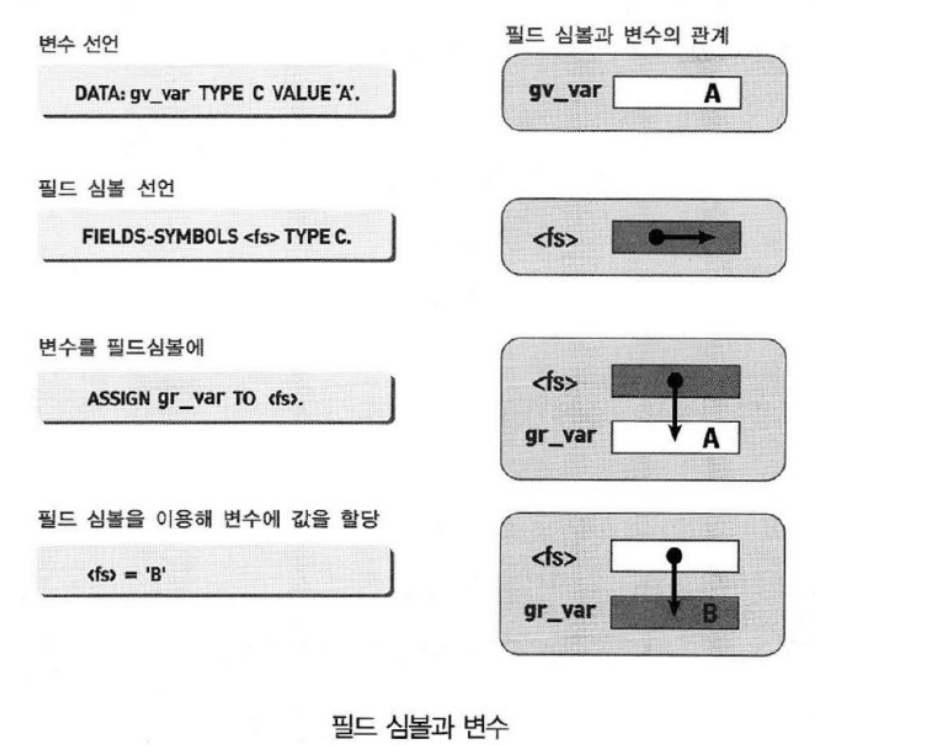 변수 선언
DATA: gv_var TYPE C VALUE 'A'.
필드 심볼과 변수의 관계
gv_var A
필드 심볼 선언
FIELDS-SYMBOLS <fs> TYPE C.
<fs>
변수를 필드심볼에
ASSIGN gr_var TO <fs>.
<fs>
gr_var A
필드 심볼을 이용해 변수에 값을 할당
<fs> = 'B'
<fs>
gr_var B
필드 심볼과 변수